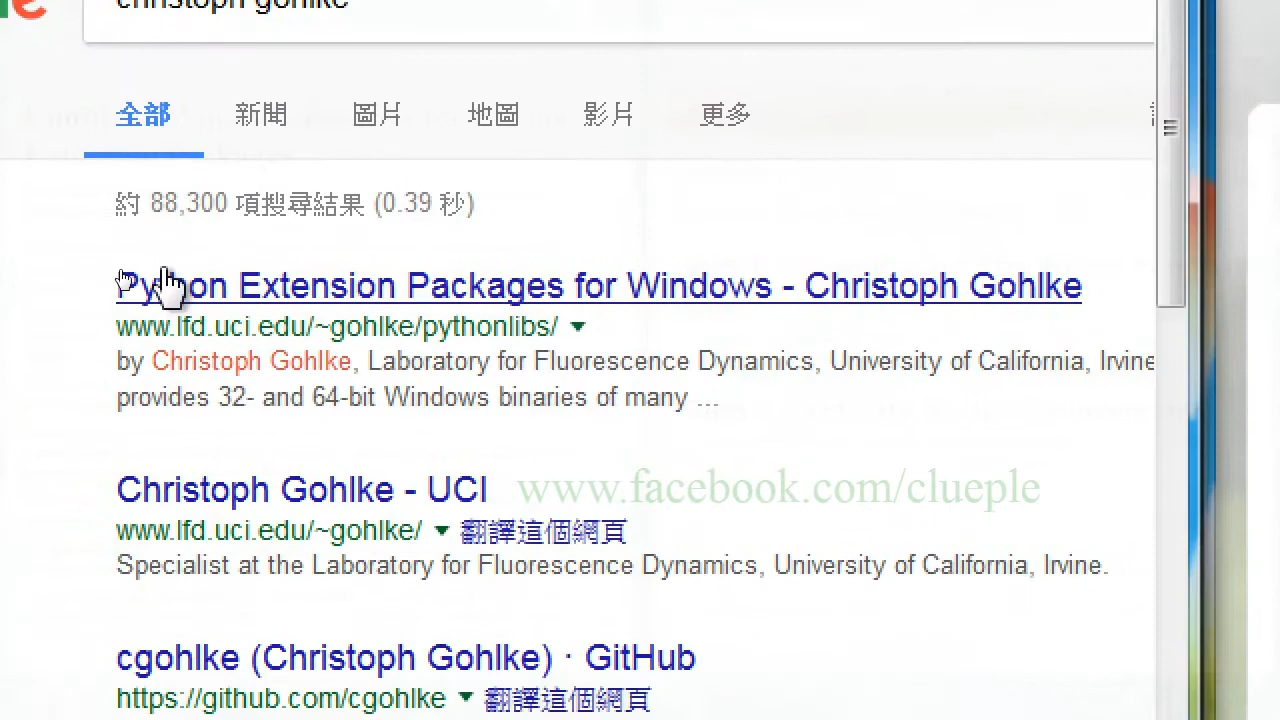 christoph gohlke
全部 新聞 圖片 地圖 影片 更多
約 88,300 項搜尋結果 (0.39 秒)
Python Extension Packages for Windows - Christoph Gohlke
www.lfd.uci.edu/~gohlke/pythonlibs/
by Christoph Gohlke, Laboratory for Fluorescence Dynamics, University of California, Irvine
provides 32- and 64-bit Windows binaries of many ...
Christoph Gohlke - UCI
www.facebook.com/clueple
www.lfd.uci.edu/~gohlke/ 翻譯這個網頁
Specialist at the Laboratory for Fluorescence Dynamics, University of California, Irvine.
cgohlke (Christoph Gohlke) · GitHub
https://github.com/cgohlke 翻譯這個網頁